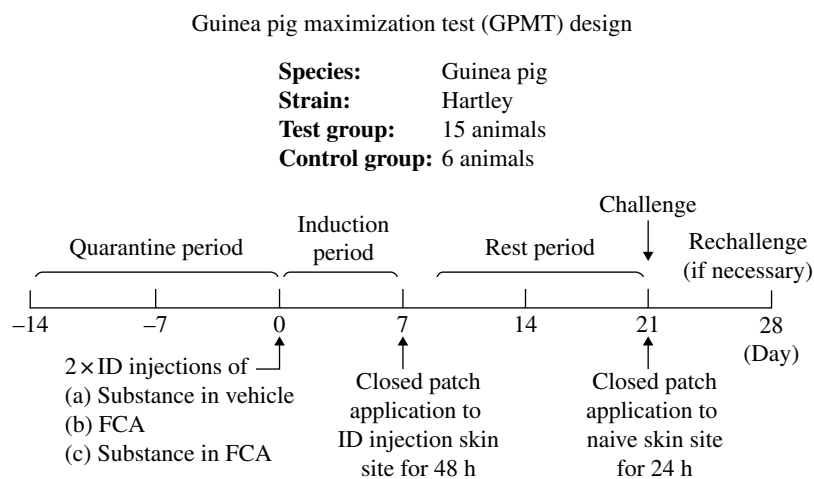 Guinea pig maximization test (GPMT) design
Species: Guinea pig
Strain: Hartley
Test group: 15 animals
Control group: 6 animals
Quarantine period
Induction
period
Rest period
Challenge
Rechallenge
(if necessary)
–14 –7 0 7 14 21 28
(Day)
2 × ID injections of
(a) Substance in vehicle
(b) FCA
(c) Substance in FCA
Closed patch
application to
ID injection skin
site for 48 h
Closed patch
application to
naive skin site
for 24 h